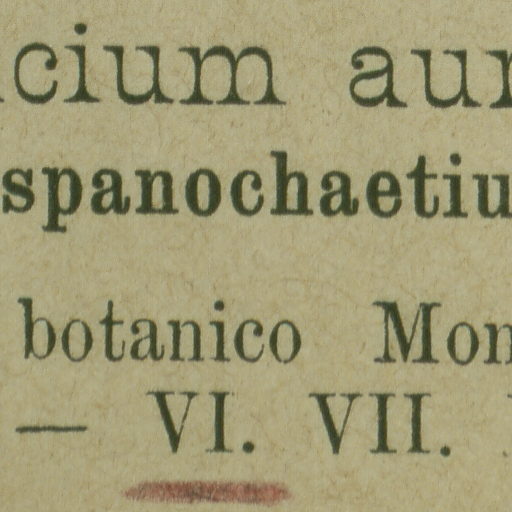 cium aur
spanochaetiu
botanico Mon
— VI. VII.